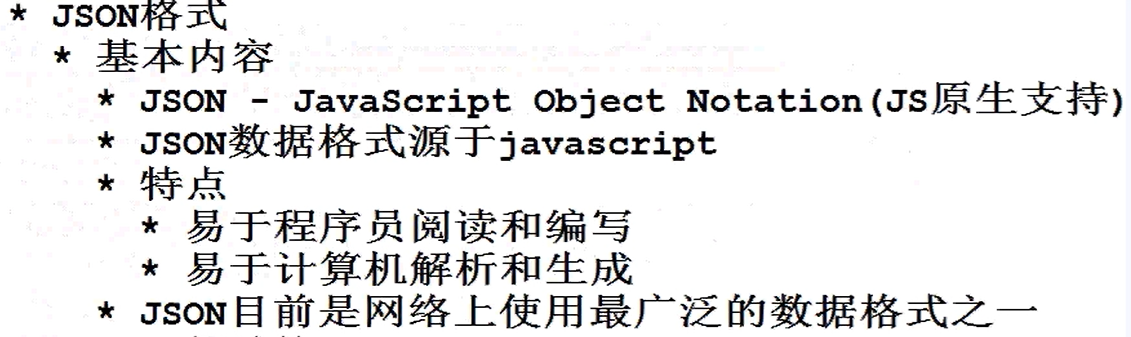 * JSON格式
* 基本内容
* JSON - JavaScript Object Notation(JS原生支持)
* JSON数据格式源于javascript
* 特点
* 易于程序员阅读和编写
* 易于计算机解析和生成
* JSON目前是网络上使用最广泛的数据格式之一